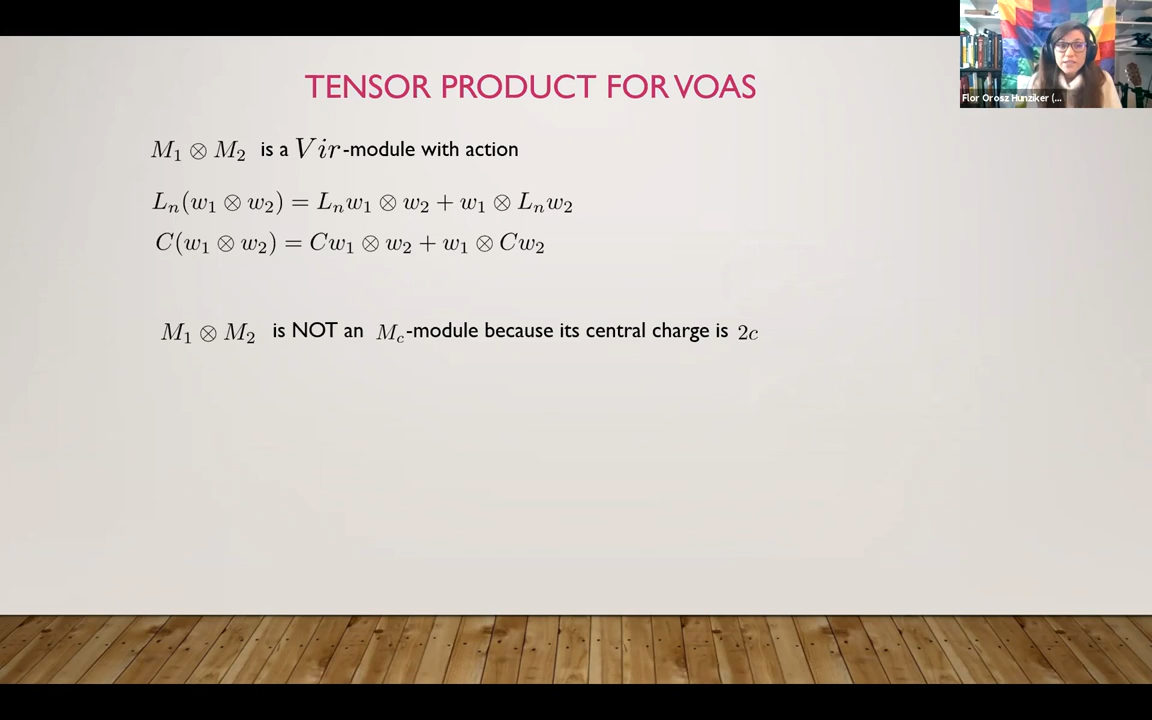 TENSOR PRODUCT FOR VOAS
Flor Orosz Hunziker (...
M₁ ⊗ M₂ is a Vir-module with action
Lₙ(w₁ ⊗ w₂) = Lₙw₁ ⊗ w₂ + w₁ ⊗ Lₙw₂
C(w₁ ⊗ w₂) = Cw₁ ⊗ w₂ + w₁ ⊗ Cw₂
M₁ ⊗ M₂ is NOT an M_c-module because its central charge is 2c